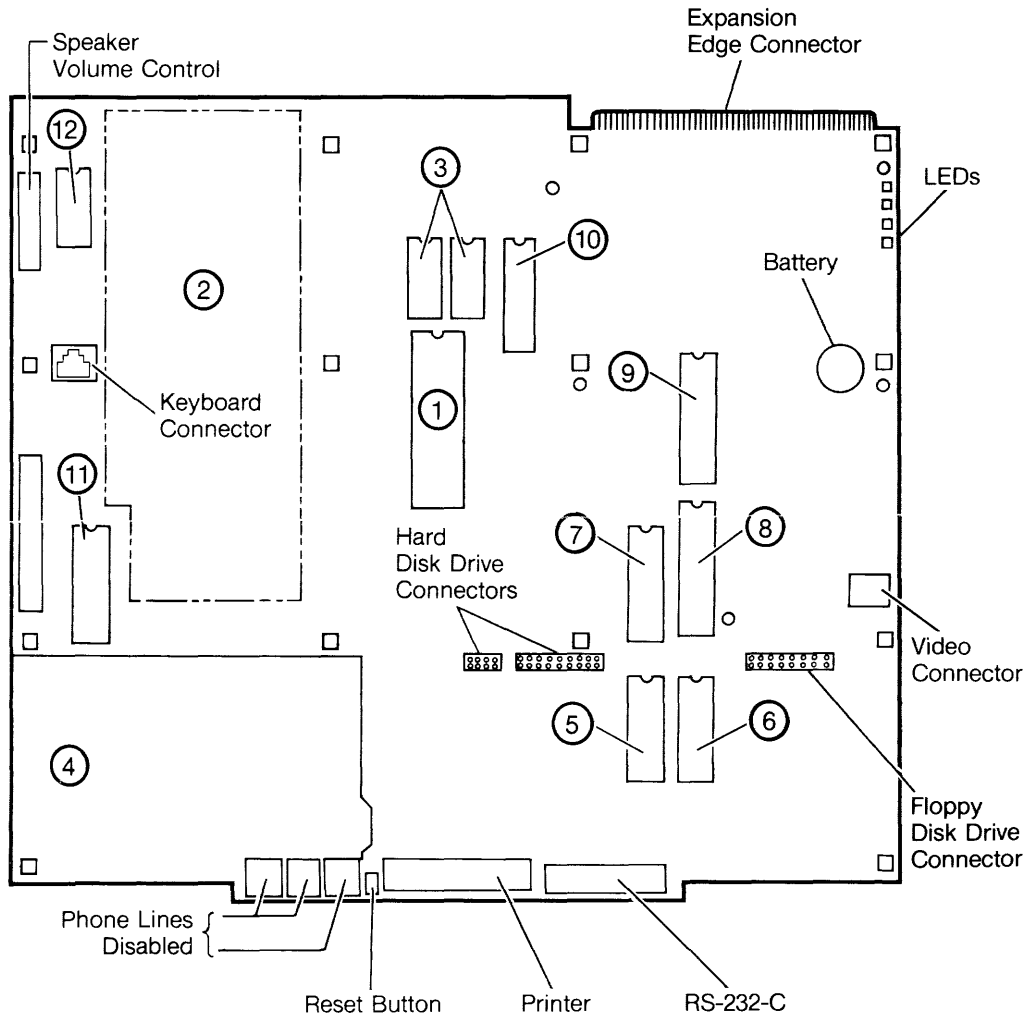 Expansion
Edge Connector
Speaker
Volume Control
12
3
LEDs
10
Battery
2
9
1
Keyboard
Connector
11
Hard
Disk Drive
Connectors
7
8
Video
Connector
5
6
4
Floppy
Disk Drive
Connector
Phone Lines
Disabled
Reset Button
Printer
RS-232-C